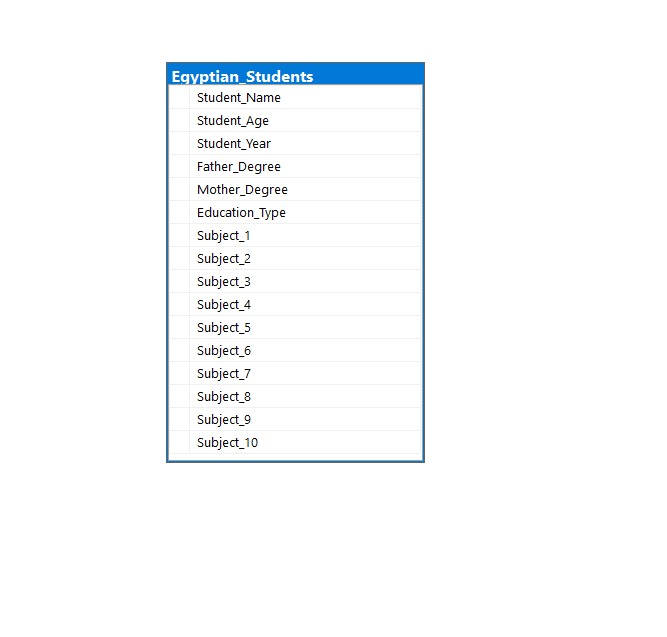 Egyptian_Students
Student_Name
Student_Age
Student_Year
Father_Degree
Mother_Degree
Education_Type
Subject_1
Subject_2
Subject_3
Subject_4
Subject_5
Subject_6
Subject_7
Subject_8
Subject_9
Subject_10